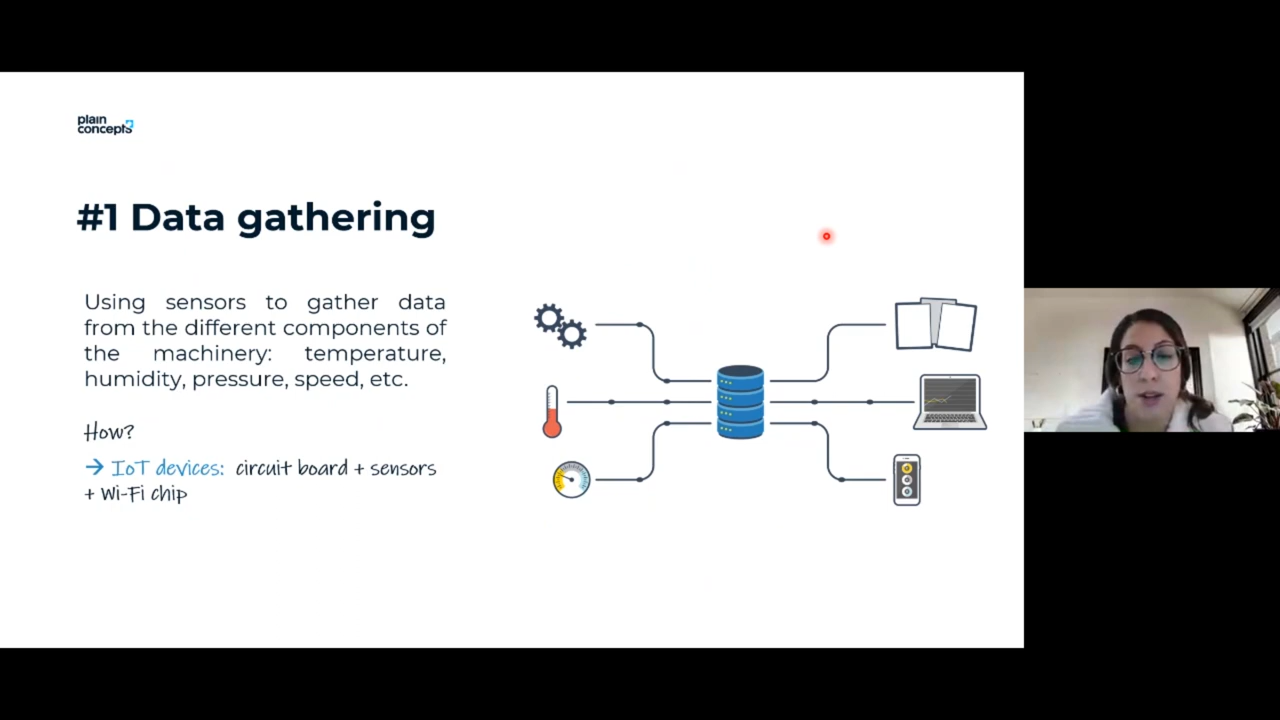 plain
concepts
#1 Data gathering
Using sensors to gather data
from the different components of
the machinery: temperature,
humidity, pressure, speed, etc.
How?
→ IoT devices: circuit board + sensors
+ Wi-Fi chip